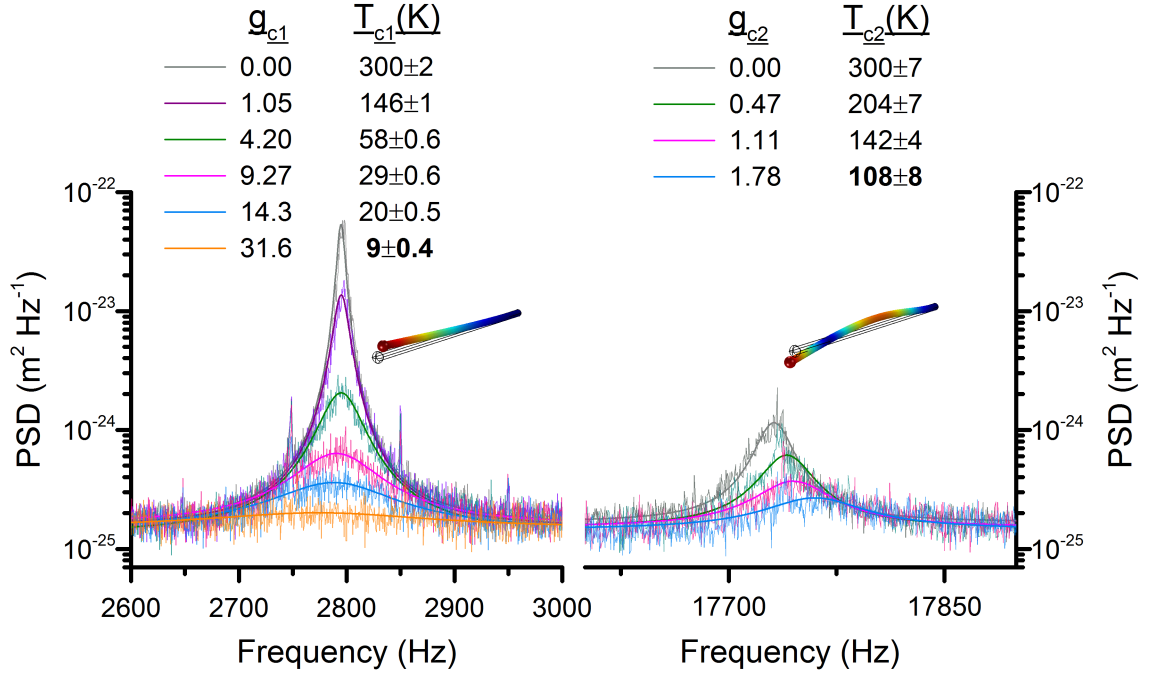 g_c1 T_c1(K)
0.00 300±2
1.05 146±1
4.20 58±0.6
9.27 29±0.6
14.3 20±0.5
31.6 9±0.4
g_c2 T_c2(K)
0.00 300±7
0.47 204±7
1.11 142±4
1.78 108±8
PSD (m² Hz⁻¹)
10⁻²²
10⁻²³
10⁻²⁴
10⁻²⁵
2600 2700 2800 2900 3000
Frequency (Hz)
17700 17850
Frequency (Hz)
10⁻²²
10⁻²³
10⁻²⁴
10⁻²⁵
PSD (m² Hz⁻¹)